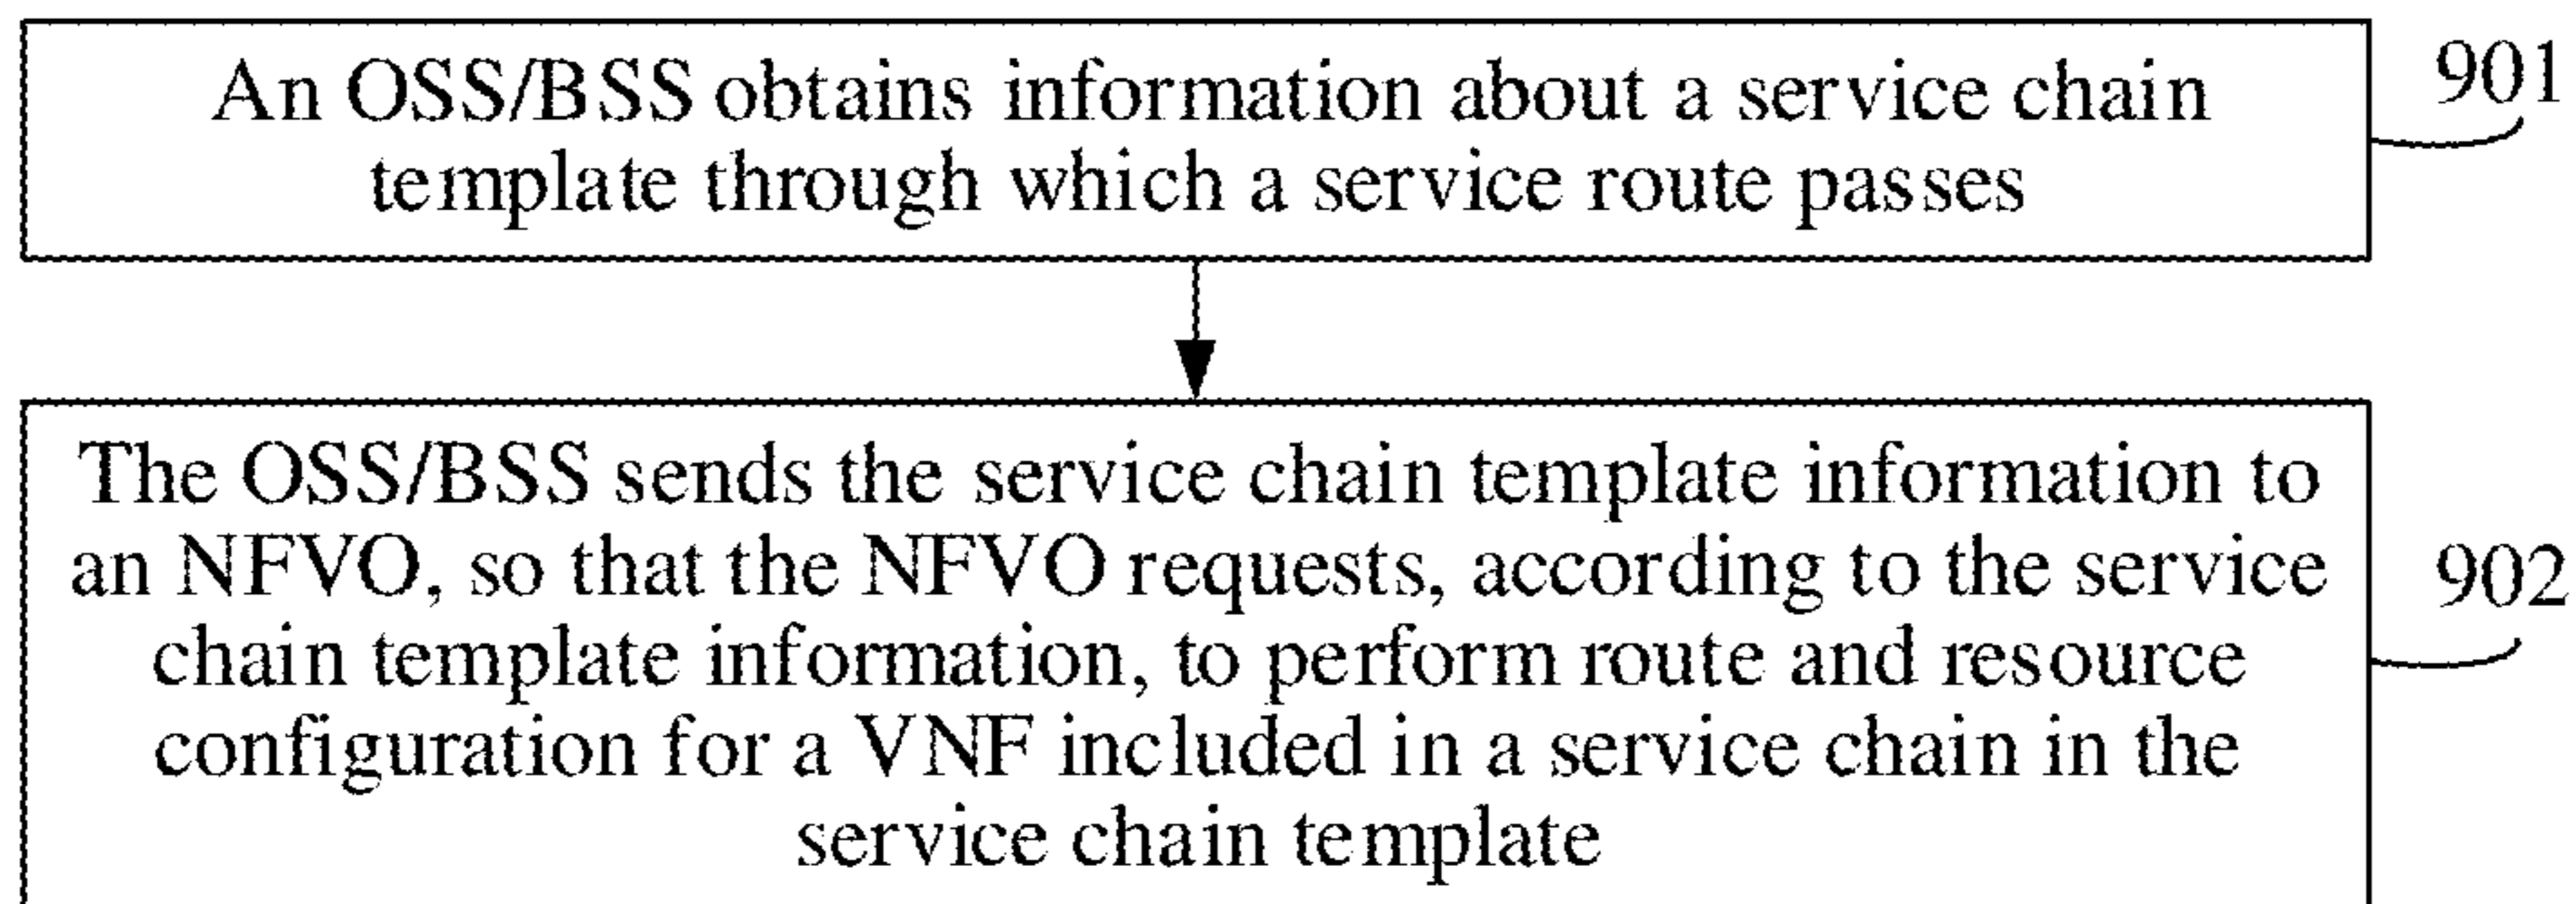 An OSS/BSS obtains information about a service chain
template through which a service route passes
901
The OSS/BSS sends the service chain template information to
an NFVO, so that the NFVO requests, according to the service
chain template information, to perform route and resource
configuration for a VNF included in a service chain in the
service chain template
902